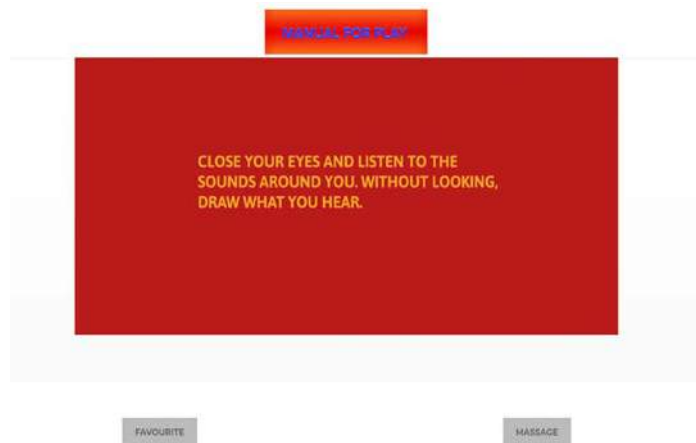 MANUAL FOR PLAY
CLOSE YOUR EYES AND LISTEN TO THE
SOUNDS AROUND YOU. WITHOUT LOOKING,
DRAW WHAT YOU HEAR.
FAVOURITE
MASSAGE